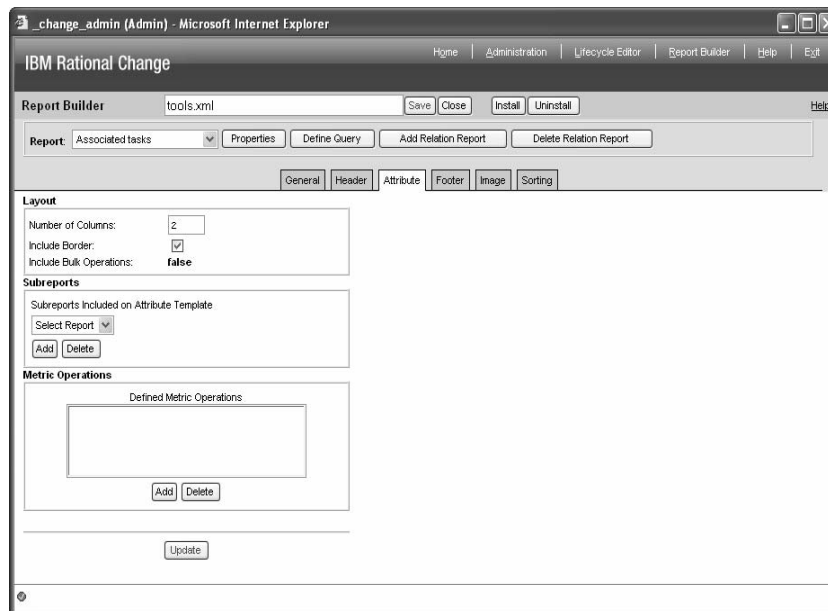 _change_admin (Admin) - Microsoft Internet Explorer
IBM Rational Change
Home | Administration | Lifecycle Editor | Report Builder | Help | Exit
Report Builder tools.xml Save Close Install Uninstall Help
Report: Associated tasks Properties Define Query Add Relation Report Delete Relation Report
General Header Attribute Footer Image Sorting
Layout
Number of Columns: 2
Include Border:
Include Bulk Operations: false
Subreports
Subreports Included on Attribute Template
Select Report
Add Delete
Metric Operations
Defined Metric Operations
Add Delete
Update